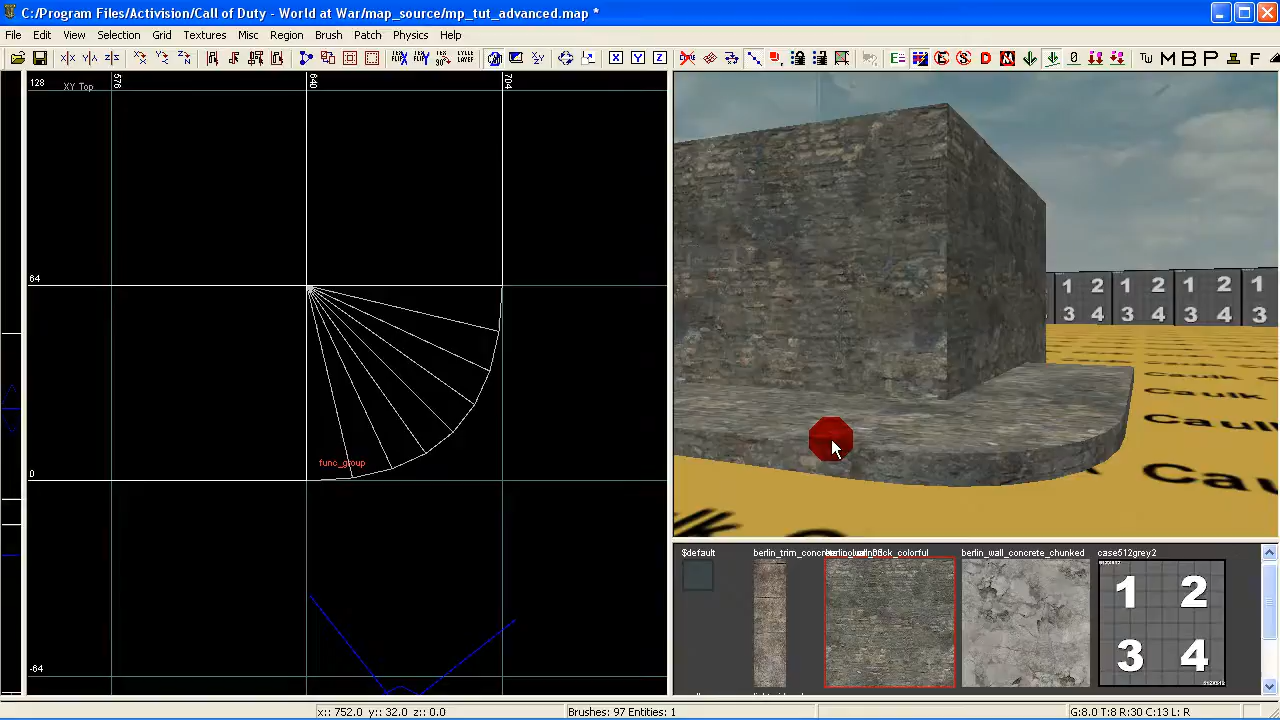 C:/Program Files/Activision/Call of Duty - World at War/map_source/mp_tut_advanced.map *
File Edit View Selection Grid Textures Misc Region Brush Patch Physics Help
128
XY Top
576
640
704
64
func_group
0
-64
1 2 1 2 1 2 1
3 4 3 4 3 4 3
Caulk
Caulk
Caulk
$default
berlin_wall_concrete_chunked
case512grey2
1 2
3 4
x:: 752.0 y:: 32.0 z:: 0.0
Brushes: 97 Entities: 1
G:8.0 T:8 R:30 C:13 L: R